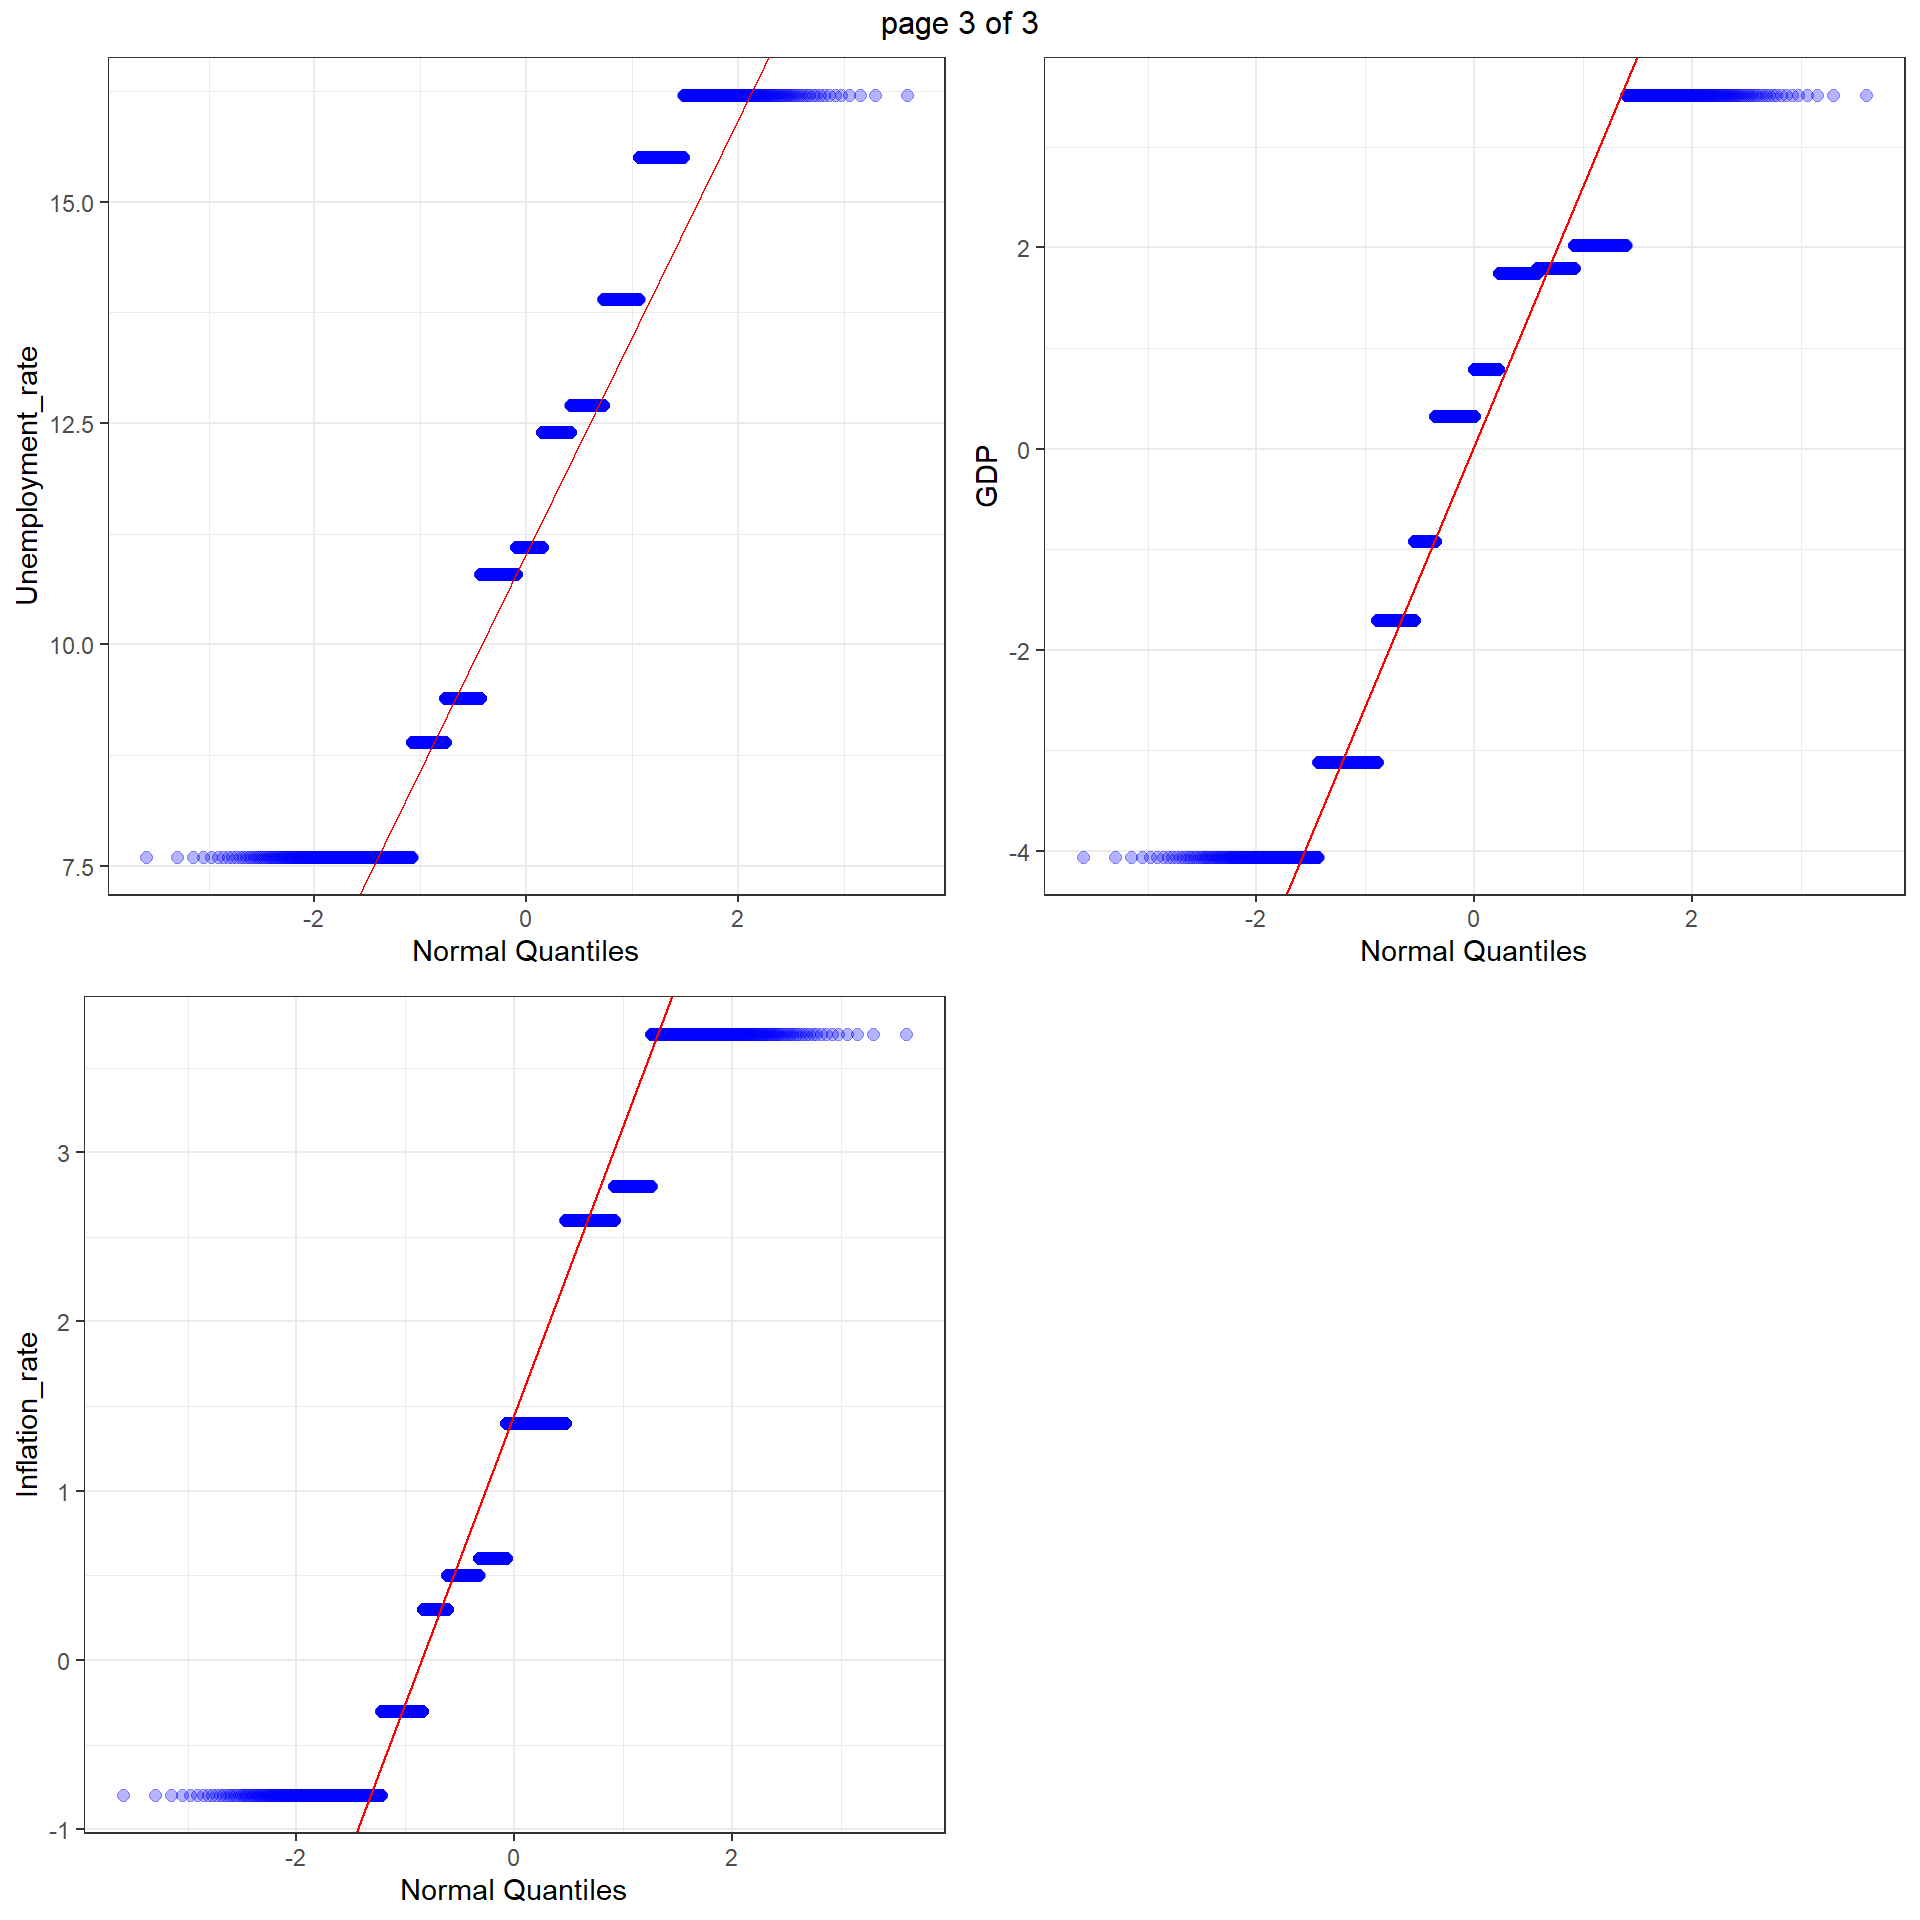 page 3 of 3
Unemployment_rate
15.0
12.5
10.0
7.5
-2 0 2
Normal Quantiles
GDP
2
0
-2
-4
-2 0 2
Normal Quantiles
Inflation_rate
3
2
1
0
-1
-2 0 2
Normal Quantiles